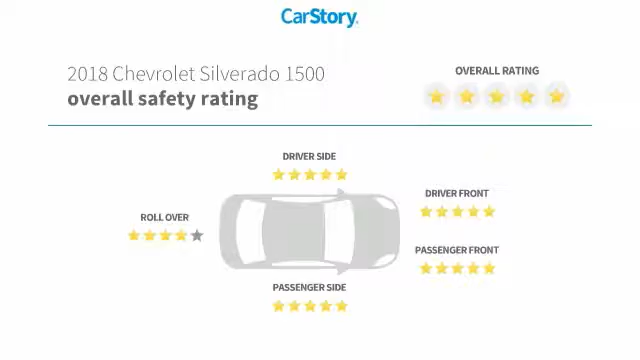 CarStory.
2018 Chevrolet Silverado 1500
overall safety rating
OVERALL RATING
DRIVER SIDE
DRIVER FRONT
ROLL OVER
PASSENGER FRONT
PASSENGER SIDE